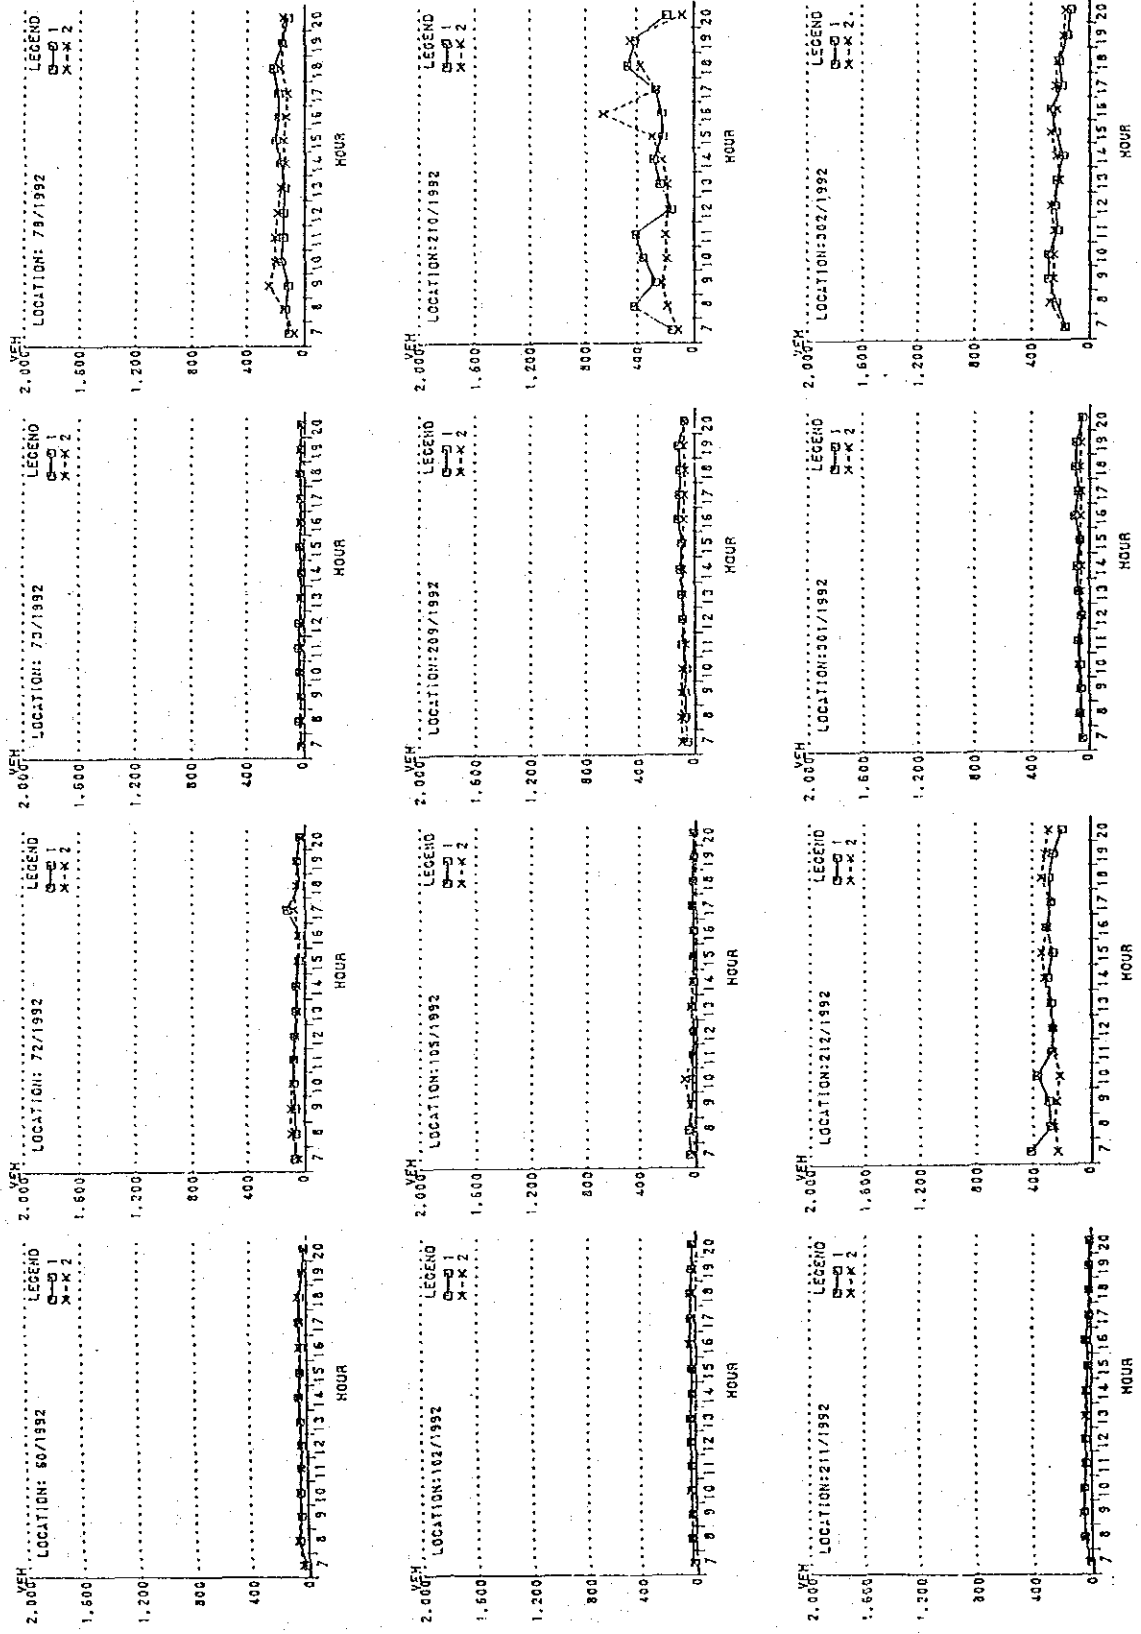 VEH
2.000
LOCATION: 60/1992
LEGEND
1
2
1.600
1.200
800
400
0
7'8'9'10'11'12'13'14'15'16'17'18'19'20
HOUR
VEH
2.000
LOCATION: 72/1992
LEGEND
1
2
1.600
1.200
800
400
0
7'8'9'10'11'12'13'14'15'16'17'18'19'20
HOUR
VEH
2.000
LOCATION: 73/1992
LEGEND
1
2
1.600
1.200
800
400
0
7'8'9'10'11'12'13'14'15'16'17'18'19'20
HOUR
VEH
2.000
LOCATION: 78/1992
LEGEND
1
2
1.600
1.200
800
400
0
7'8'9'10'11'12'13'14'15'16'17'18'19'20
HOUR
VEH
2.000
LOCATION:102/1992
LEGEND
1
2
1.600
1.200
800
400
0
7'8'9'10'11'12'13'14'15'16'17'18'19'20
HOUR
VEH
2.000
LOCATION:105/1992
LEGEND
1
2
1.600
1.200
800
400
0
7'8'9'10'11'12'13'14'15'16'17'18'19'20
HOUR
VEH
2.000
LOCATION:209/1992
LEGEND
1
2
1.600
1.200
800
400
0
7'8'9'10'11'12'13'14'15'16'17'18'19'20
HOUR
VEH
2.000
LOCATION:210/1992
LEGEND
1
2
1.600
1.200
800
400
0
7'8'9'10'11'12'13'14'15'16'17'18'19'20
HOUR
VEH
2.000
LOCATION:211/1992
LEGEND
1
2
1.600
1.200
800
400
0
7'8'9'10'11'12'13'14'15'16'17'18'19'20
HOUR
VEH
2.000
LOCATION:212/1992
LEGEND
1
2
1.600
1.200
800
400
0
7'8'9'10'11'12'13'14'15'16'17'18'19'20
HOUR
VEH
2.000
LOCATION:301/1992
LEGEND
1
2
1.600
1.200
800
400
0
7'8'9'10'11'12'13'14'15'16'17'18'19'20
HOUR
VEH
2.000
LOCATION:302/1992
LEGEND
1
2
1.600
1.200
800
400
0
7'8'9'10'11'12'13'14'15'16'17'18'19'20
HOUR